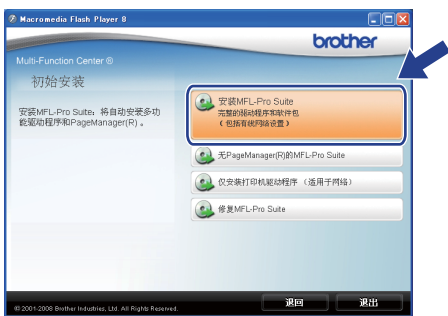 Macromedia Flash Player 8
brother
Multi-Function Center ®
初始安装
安装MFL-Pro Suite：将自动安装多功
能驱动程序和PageManager(R) 。
安装MFL-Pro Suite
完整的驱动程序和软件包
（包括有线网络设置）
无PageManager(R)的MFL-Pro Suite
仅安装打印机驱动程序 （适用于网络）
修复MFL-Pro Suite
© 2001-2008 Brother Industries, Ltd. All Rights Reserved.
退回
退出